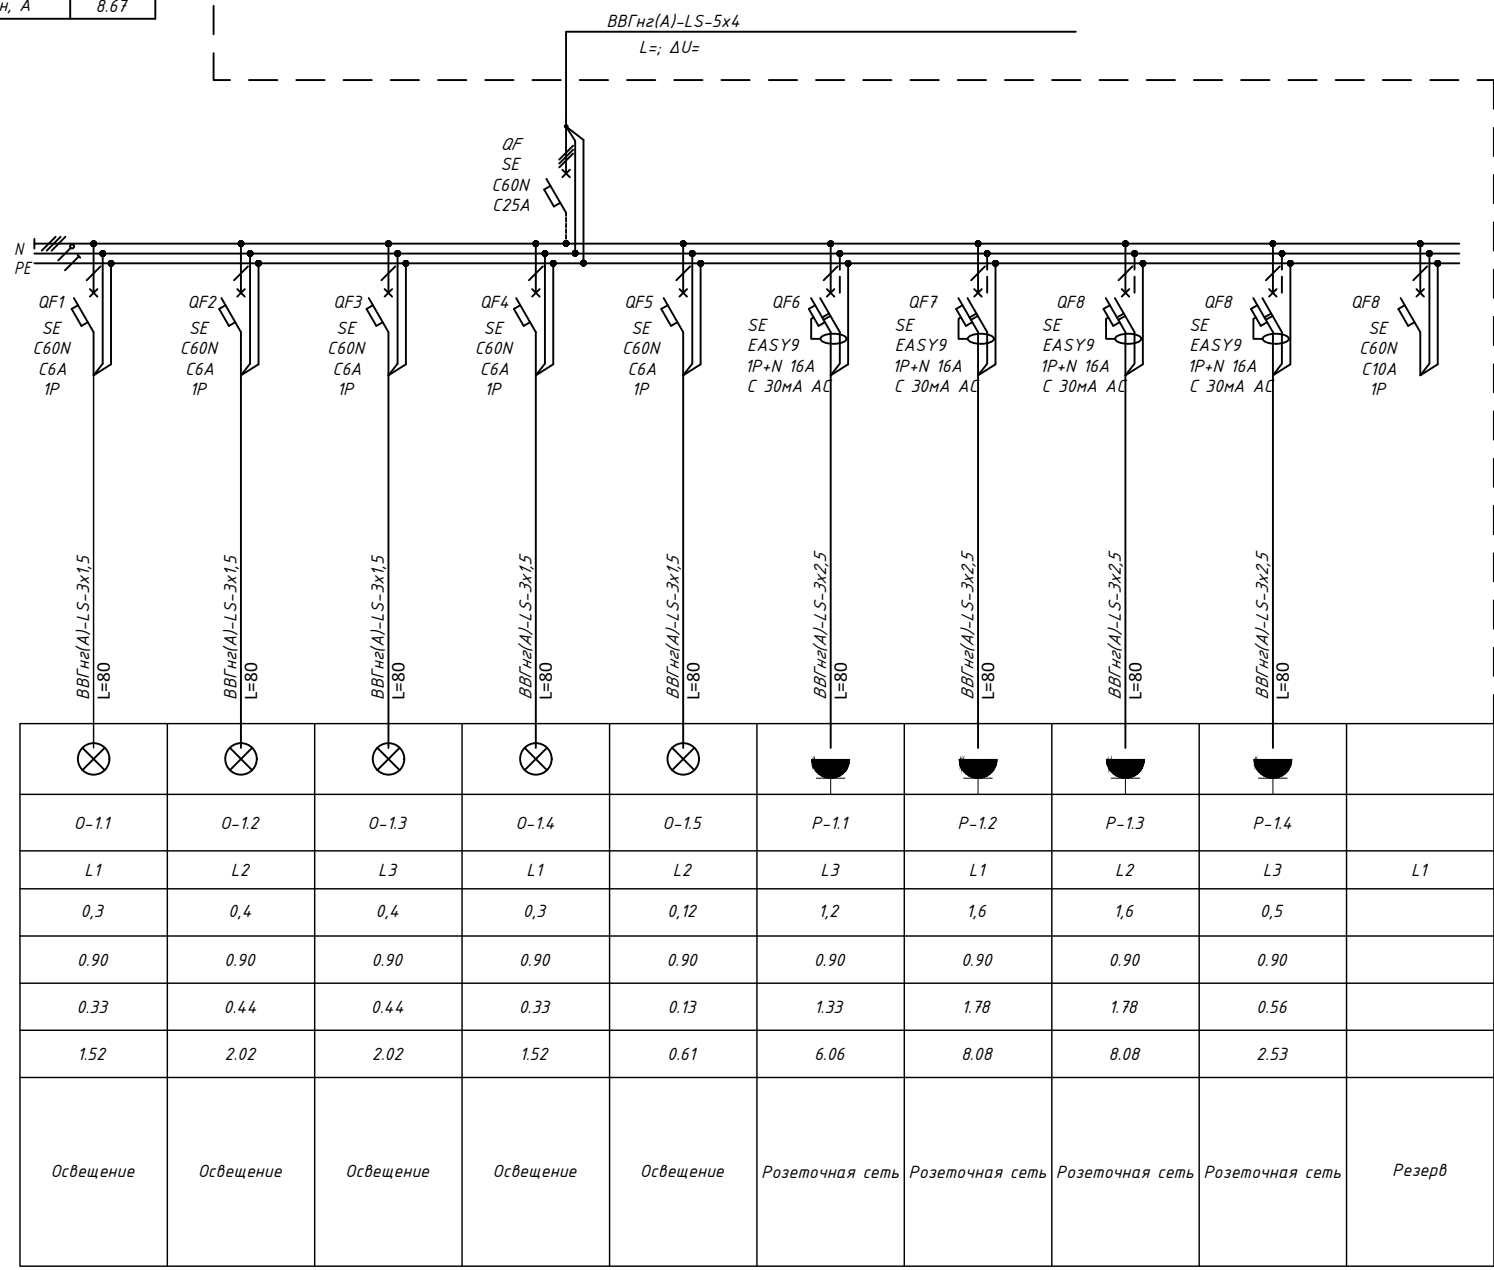 н, А 8.67
ВВГнг(А)-LS-5х4
L=; ΔU=
QF
SE
C60N
C25A
N
PE
QF1
SE
C60N
C6A
1P
QF2
SE
C60N
C6A
1P
QF3
SE
C60N
C6A
1P
QF4
SE
C60N
C6A
1P
QF5
SE
C60N
C6A
1P
QF6
SE
EASY9
1P+N 16A
C 30мА AC
QF7
SE
EASY9
1P+N 16A
C 30мА AC
QF8
SE
EASY9
1P+N 16A
C 30мА AC
QF8
SE
EASY9
1P+N 16A
C 30мА AC
QF8
SE
C60N
C10A
1P
ВВГнг(А)-LS-3х1,5
L=80
ВВГнг(А)-LS-3х1,5
L=80
ВВГнг(А)-LS-3х1,5
L=80
ВВГнг(А)-LS-3х1,5
L=80
ВВГнг(А)-LS-3х1,5
L=80
ВВГнг(А)-LS-3х2,5
L=80
ВВГнг(А)-LS-3х2,5
L=80
ВВГнг(А)-LS-3х2,5
L=80
ВВГнг(А)-LS-3х2,5
L=80
О-1.1 О-1.2 О-1.3 О-1.4 О-1.5 Р-1.1 Р-1.2 Р-1.3 Р-1.4
L1 L2 L3 L1 L2 L3 L1 L2 L3 L1
0,3 0,4 0,4 0,3 0,12 1,2 1,6 1,6 0,5
0.90 0.90 0.90 0.90 0.90 0.90 0.90 0.90 0.90
0.33 0.44 0.44 0.33 0.13 1.33 1.78 1.78 0.56
1.52 2.02 2.02 1.52 0.61 6.06 8.08 8.08 2.53
Освещение Освещение Освещение Освещение Освещение Розеточная сеть Розеточная сеть Розеточная сеть Розеточная сеть Резерв